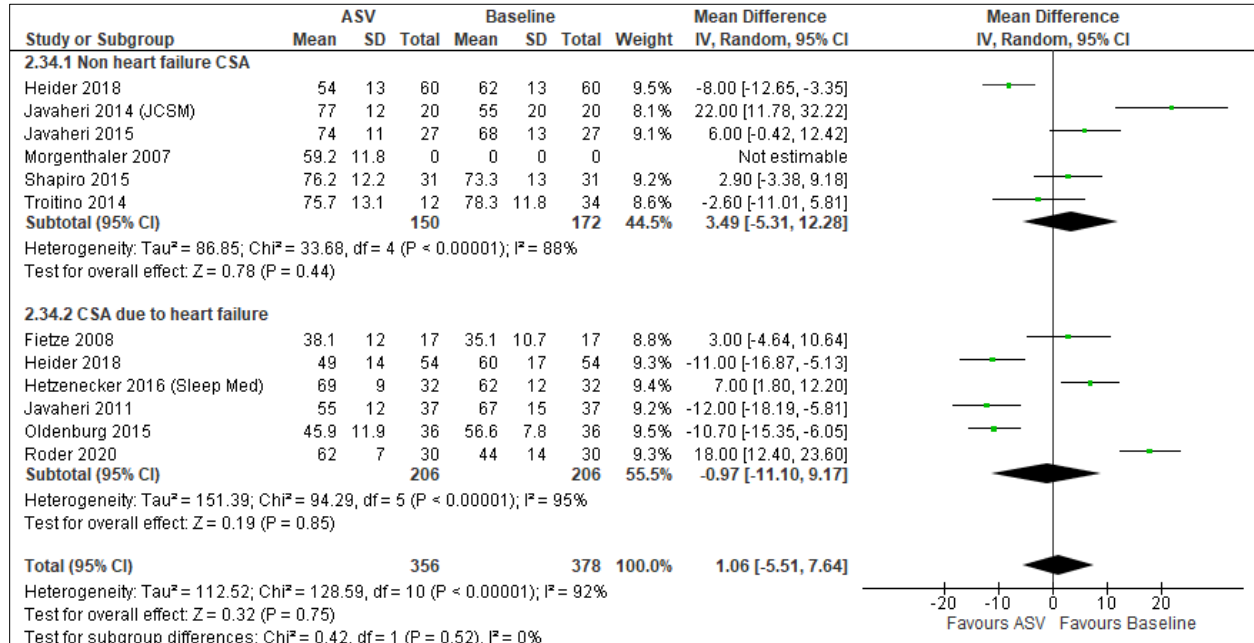 ASV Baseline Mean Difference Mean Difference
Study or Subgroup Mean SD Total Mean SD Total Weight IV, Random, 95% CI IV, Random, 95% CI
2.34.1 Non heart failure CSA
Heider 2018 54 13 60 62 13 60 9.5% -8.00 [-12.65, -3.35]
Javaheri 2014 (JCSM) 77 12 20 55 20 20 8.1% 22.00 [11.78, 32.22]
Javaheri 2015 74 11 27 68 13 27 9.1% 6.00 [-0.42, 12.42]
Morgenthaler 2007 59.2 11.8 0 0 0 0 Not estimable
Shapiro 2015 76.2 12.2 31 73.3 13 31 9.2% 2.90 [-3.38, 9.18]
Troitino 2014 75.7 13.1 12 78.3 11.8 34 8.6% -2.60 [-11.01, 5.81]
Subtotal (95% CI) 150 172 44.5% 3.49 [-5.31, 12.28]
Heterogeneity: Tau² = 86.85; Chi² = 33.68, df = 4 (P < 0.00001); I² = 88%
Test for overall effect: Z = 0.78 (P = 0.44)
2.34.2 CSA due to heart failure
Fietze 2008 38.1 12 17 35.1 10.7 17 8.8% 3.00 [-4.64, 10.64]
Heider 2018 49 14 54 60 17 54 9.3% -11.00 [-16.87, -5.13]
Hetzenecker 2016 (Sleep Med) 69 9 32 62 12 32 9.4% 7.00 [1.80, 12.20]
Javaheri 2011 55 12 37 67 15 37 9.2% -12.00 [-18.19, -5.81]
Oldenburg 2015 45.9 11.9 36 56.6 7.8 36 9.5% -10.70 [-15.35, -6.05]
Roder 2020 62 7 30 44 14 30 9.3% 18.00 [12.40, 23.60]
Subtotal (95% CI) 206 206 55.5% -0.97 [-11.10, 9.17]
Heterogeneity: Tau² = 151.39; Chi² = 94.29, df = 5 (P < 0.00001); I² = 95%
Test for overall effect: Z = 0.19 (P = 0.85)
Total (95% CI) 356 378 100.0% 1.06 [-5.51, 7.64]
Heterogeneity: Tau² = 112.52; Chi² = 128.59, df = 10 (P < 0.00001); I² = 92%
Test for overall effect: Z = 0.32 (P = 0.75)
Test for subgroup differences: Chi² = 0.42, df = 1 (P = 0.52), I² = 0%
-20 -10 0 10 20
Favours ASV Favours Baseline